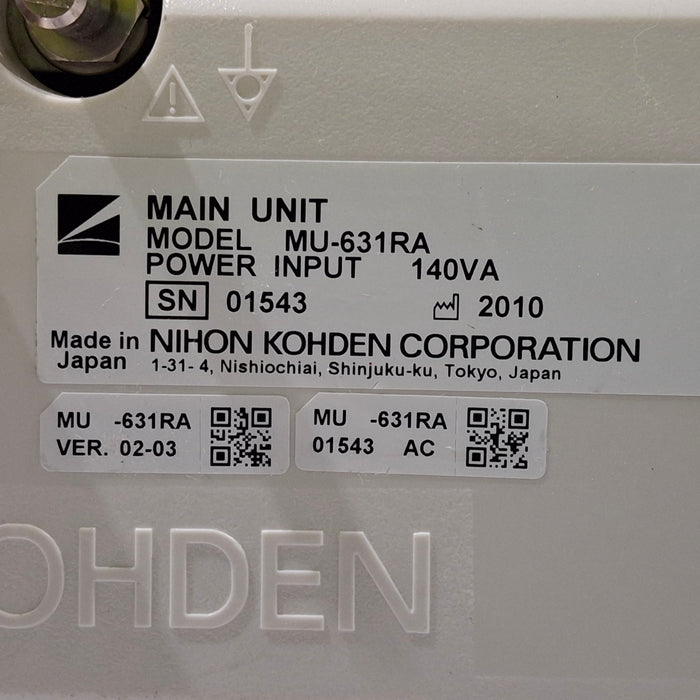 MAIN UNIT
MODEL MU-631RA
POWER INPUT 140VA
SN 01543 2010
Made in Japan NIHON KOHDEN CORPORATION
1-31- 4, Nishiochiai, Shinjuku-ku, Tokyo, Japan
MU -631RA
VER. 02-03
MU -631RA
01543 AC
OHDEN